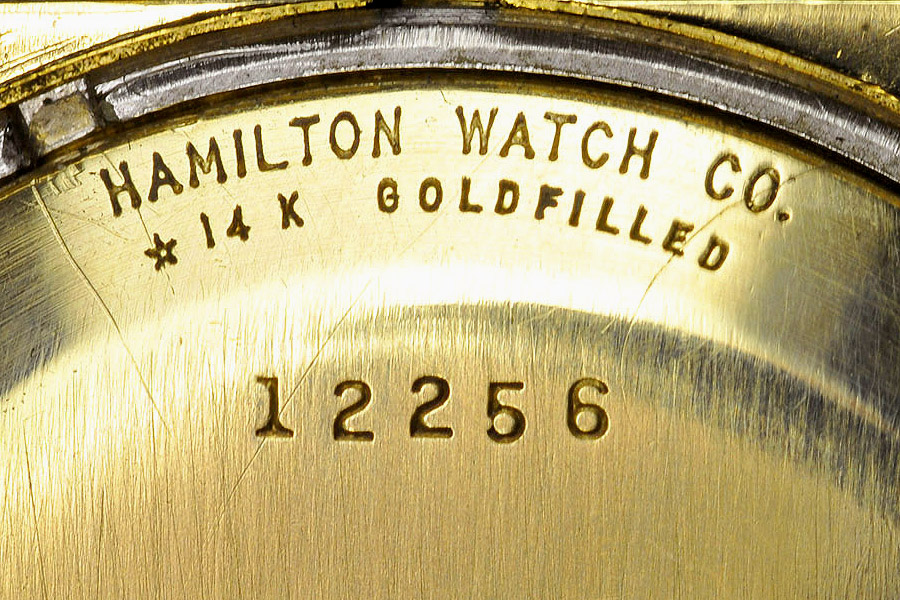 HAMILTON WATCH CO.
☆ 14 K GOLDFILLED
12256